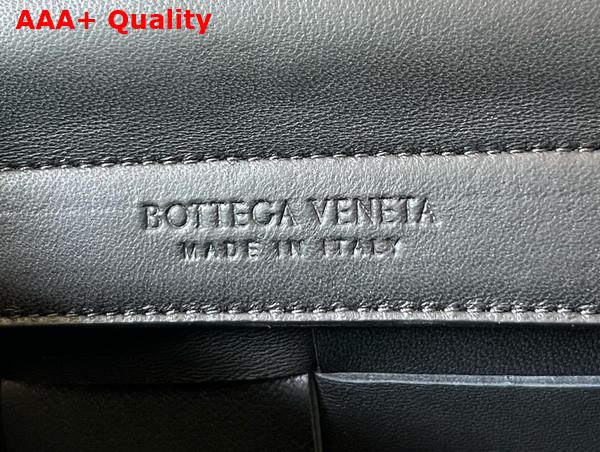 AAA+ Quality
BOTTEGA VENETA
MADE IN ITALY